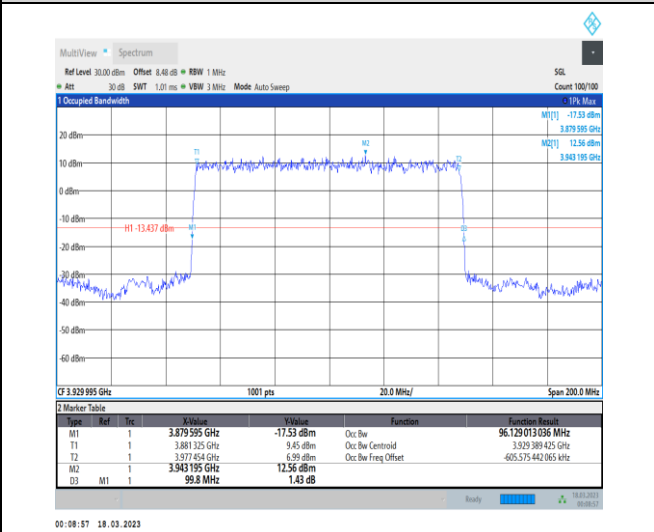 MultiView Spectrum
Ref Level 30.00 dBm Offset 8.48 dB RBW 1 MHz SGL
Att 30 dB SWT 1.01 ms VBW 3 MHz Mode Auto Sweep Count 100/100
1 Occupied Bandwidth 1Pk Max
M1[1] -17.53 dBm
3.879 595 GHz
M2[1] 12.56 dBm
3.943 195 GHz
20 dBm
T1
M2
T2
10 dBm
0 dBm
-10 dBm
H1 -13.437 dBm
M1
D3
-20 dBm
-30 dBm
-40 dBm
-50 dBm
-60 dBm
CF 3.929 995 GHz 1001 pts 20.0 MHz/ Span 200.0 MHz
2 Marker Table
Type Ref Trc X-Value Y-Value Function Function Result
M1 1 3.879 595 GHz -17.53 dBm Occ Bw 96.129 013 036 MHz
T1 1 3.881 325 GHz 9.45 dBm Occ Bw Centroid 3.929 389 425 GHz
T2 1 3.977 454 GHz 6.99 dBm Occ Bw Freq Offset -605.575 442 065 kHz
M2 1 3.943 195 GHz 12.56 dBm
D3 M1 1 99.8 MHz 1.43 dB
Ready 18.03.2023
00:08:57
00:08:57 18.03.2023